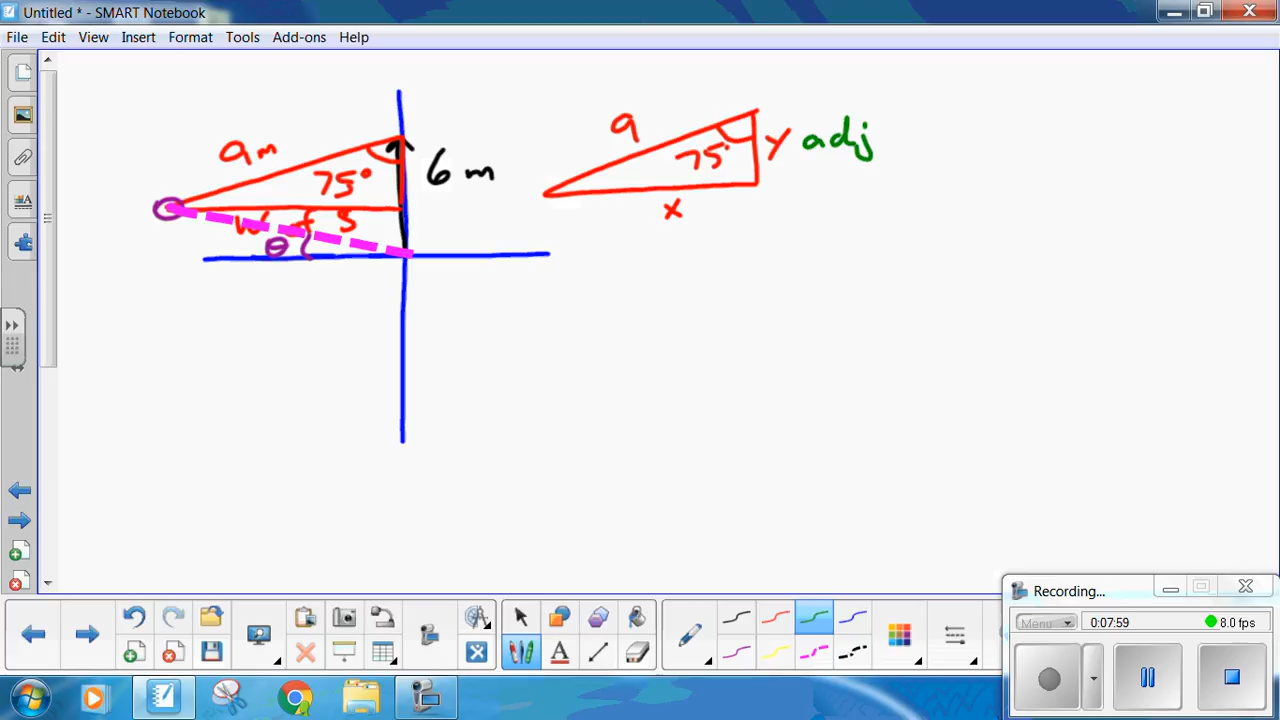 Untitled * - SMART Notebook
File Edit View Insert Format Tools Add-ons Help
9 m
75°
6 m
W of S
θ
9
75°
y adj
x
Recording...
Menu
0:07:59
8.0 fps
A